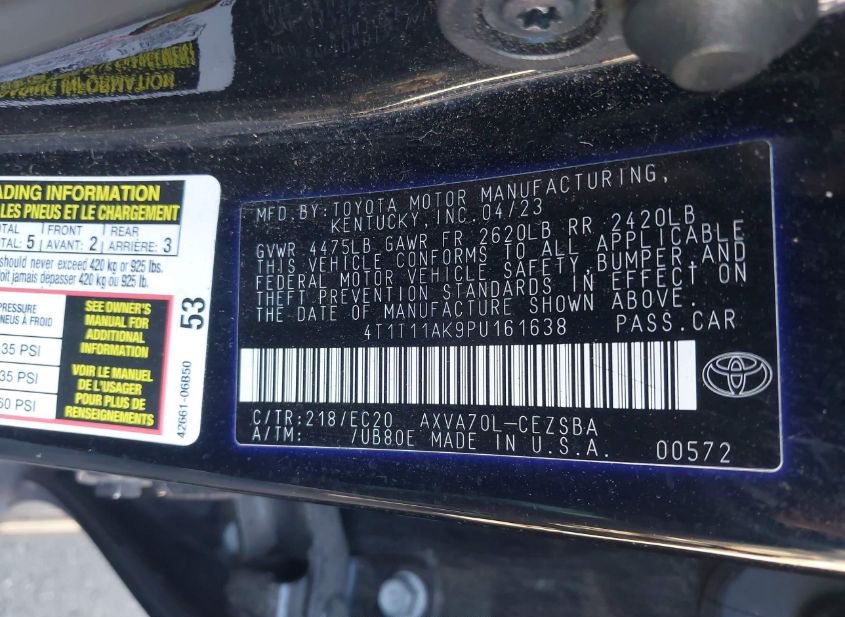 NOITAMROFNI
ADING INFORMATION
LES PNEUS ET LE CHARGEMENT
OTAL FRONT REAR
TAL: 5 AVANT: 2 ARRIÈRE: 3
should never exceed 420 kg or 925 lbs.
oit jamais dépasser 420 kg ou 925 lb.
PRESSURE
NEUS À FROID
35 PSI
35 PSI
60 PSI
SEE OWNER'S
MANUAL FOR
ADDITIONAL
INFORMATION
VOIR LE MANUEL
DE L'USAGER
POUR PLUS DE
RENSEIGNEMENTS
53
42661-06B50
MFD. BY: TOYOTA MOTOR MANUFACTURING,
KENTUCKY, INC. 04/23
GVWR 4475LB GAWR FR 2620LB RR 2420LB
THIS VEHICLE CONFORMS TO ALL APPLICABLE
FEDERAL MOTOR VEHICLE SAFETY, BUMPER, AND
THEFT PREVENTION STANDARDS IN EFFECT ON
THE DATE OF MANUFACTURE SHOWN ABOVE.
4T1T11AK9PU161638 PASS.CAR
C/TR:218/EC20 AXVA70L-CEZSBA
A/TM: /UB80E MADE IN U.S.A. 00572